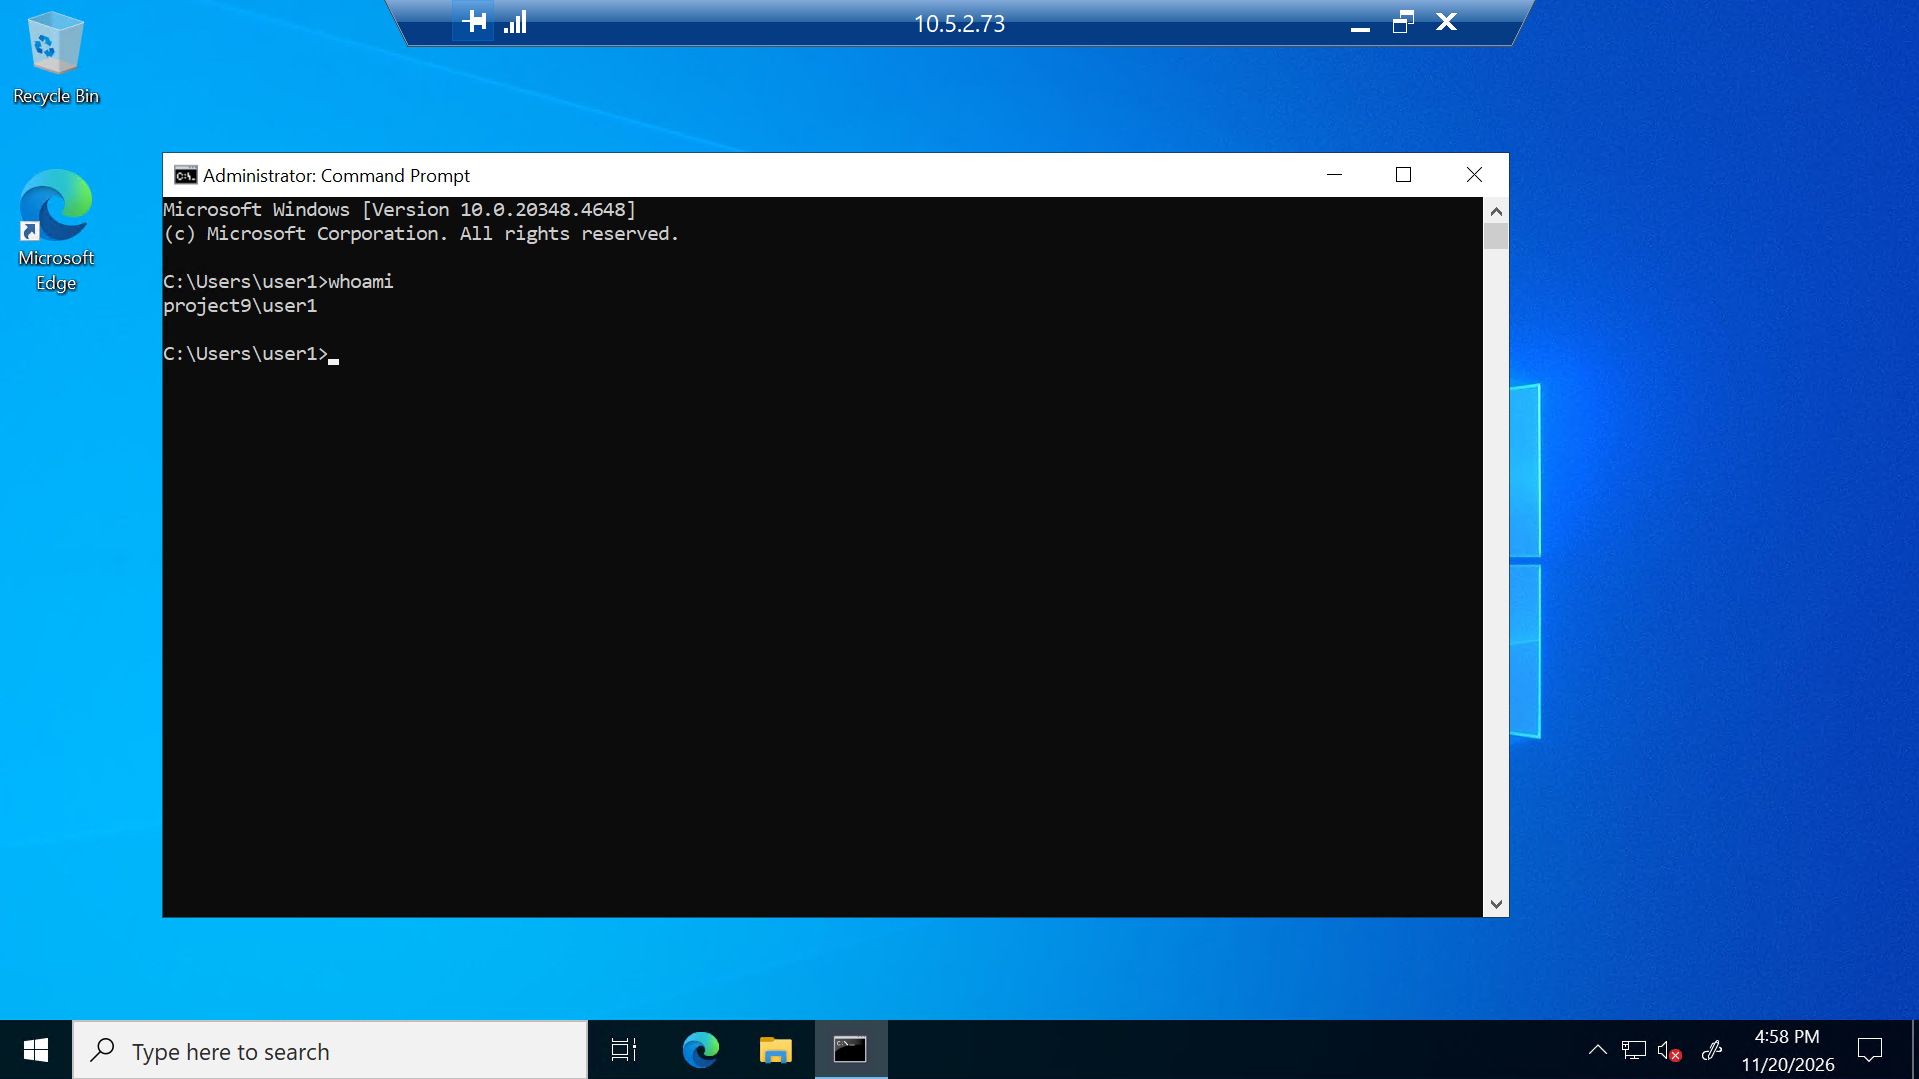 10.5.2.73
Recycle Bin
Microsoft
Edge
Administrator: Command Prompt
Microsoft Windows [Version 10.0.20348.4648]
(c) Microsoft Corporation. All rights reserved.
C:\Users\user1>whoami
project9\user1
C:\Users\user1>
Type here to search
4:58 PM
11/20/2026